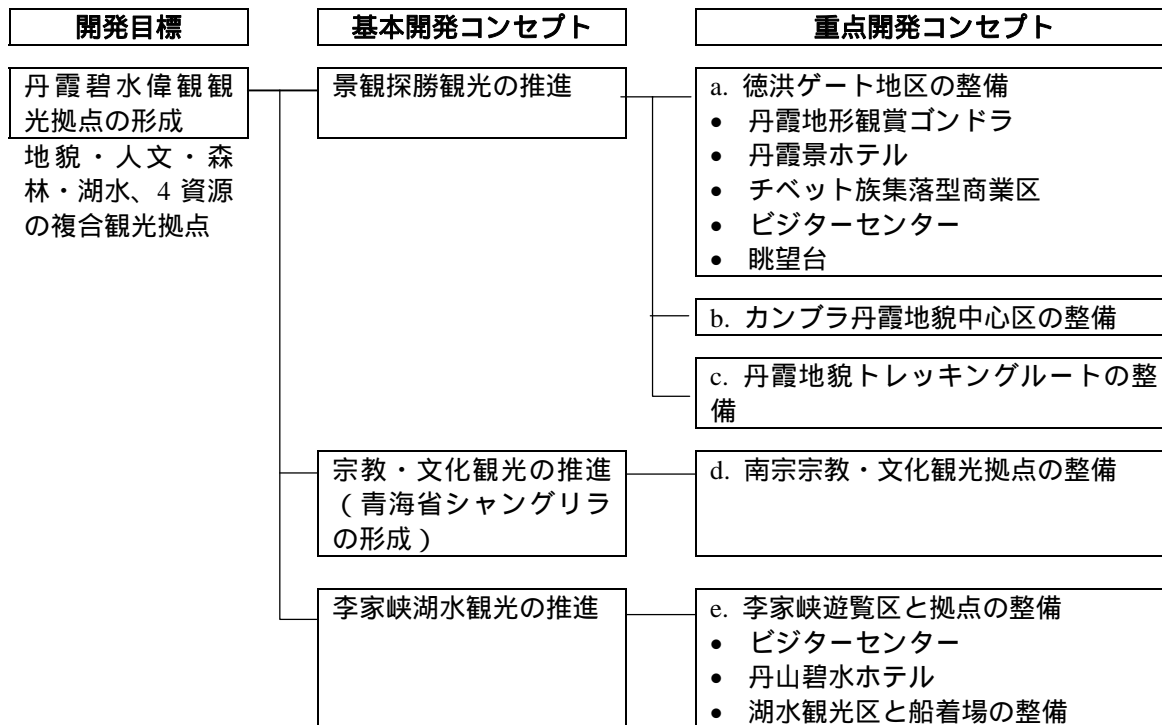 開発目標
基本開発コンセプト
重点開発コンセプト
丹霞碧水偉観観
光拠点の形成
地貌・人文・森
林・湖水、4 資源
の複合観光拠点
景観探勝観光の推進
a. 徳洪ゲート地区の整備
• 丹霞地形観賞ゴンドラ
• 丹霞景ホテル
• チベット族集落型商業区
• ビジターセンター
• 眺望台
b. カンブラ丹霞地貌中心区の整備
c. 丹霞地貌トレッキングルートの整
備
宗教・文化観光の推進
(青海省シャングリラ
の形成)
d. 南宗宗教・文化観光拠点の整備
李家峡湖水観光の推進
e. 李家峡遊覧区と拠点の整備
• ビジターセンター
• 丹山碧水ホテル
• 湖水観光区と船着場の整備